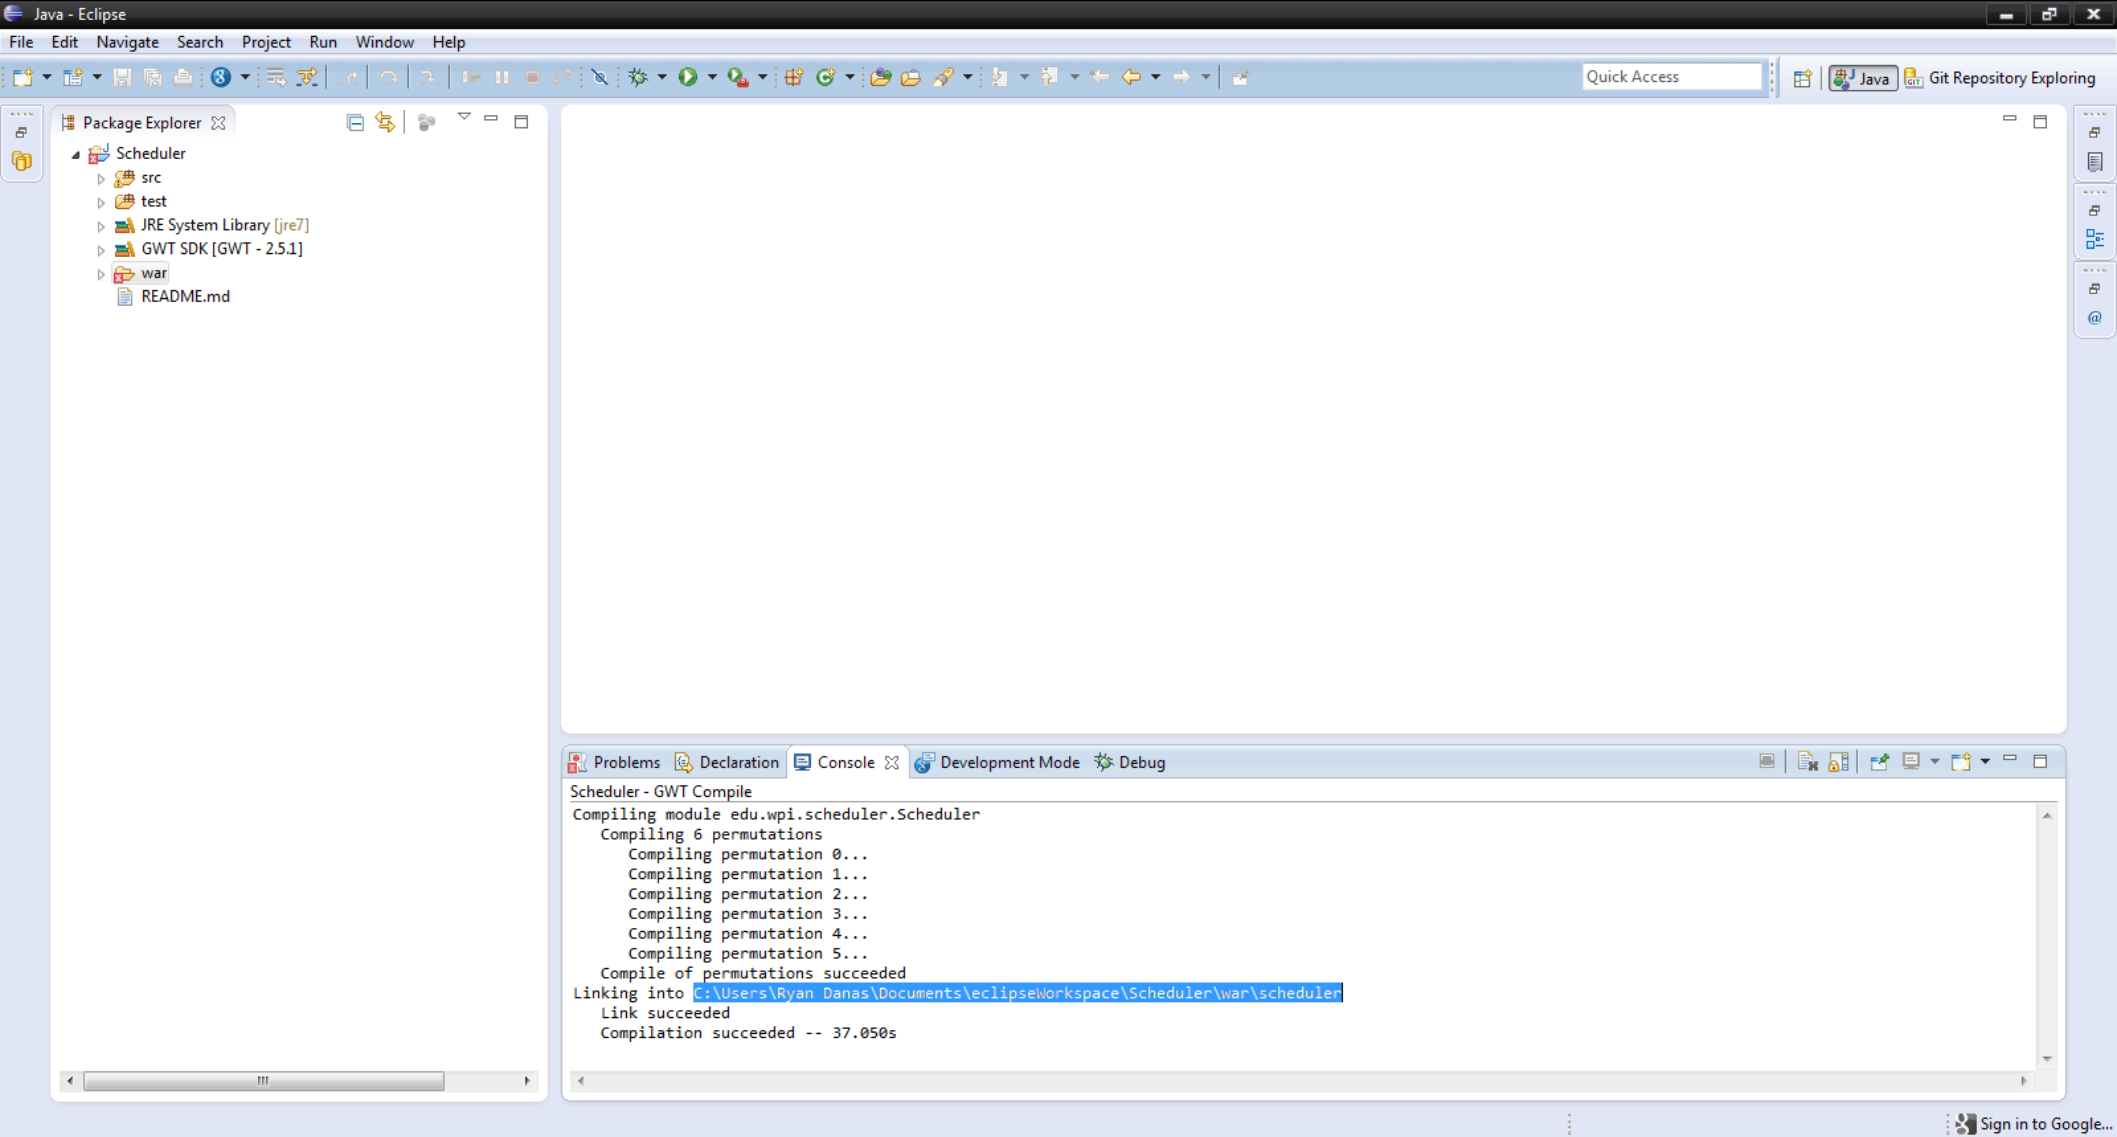 Java - Eclipse
File Edit Navigate Search Project Run Window Help
Quick Access Java Git Repository Exploring
Package Explorer
Scheduler
src
test
JRE System Library [jre7]
GWT SDK [GWT - 2.5.1]
war
README.md
Problems Declaration Console Development Mode Debug
Scheduler - GWT Compile
Compiling module edu.wpi.scheduler.Scheduler
Compiling 6 permutations
Compiling permutation 0...
Compiling permutation 1...
Compiling permutation 2...
Compiling permutation 3...
Compiling permutation 4...
Compiling permutation 5...
Compile of permutations succeeded
Linking into C:\Users\Ryan Danas\Documents\eclipseWorkspace\Scheduler\war\scheduler
Link succeeded
Compilation succeeded -- 37.050s
Sign in to Google...